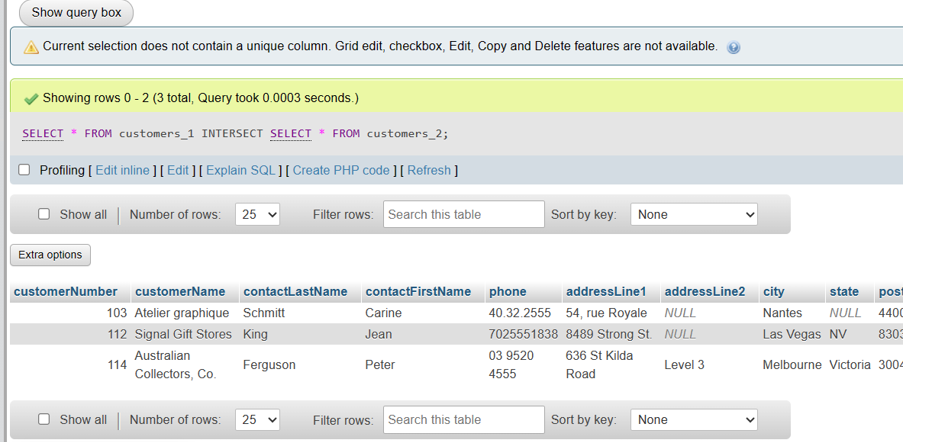 Show query box
Current selection does not contain a unique column. Grid edit, checkbox, Edit, Copy and Delete features are not available.
Showing rows 0 - 2 (3 total, Query took 0.0003 seconds.)
SELECT * FROM customers_1 INTERSECT SELECT * FROM customers_2;
Profiling [ Edit inline ] [ Edit ] [ Explain SQL ] [ Create PHP code ] [ Refresh ]
Show all Number of rows: 25 Filter rows: Search this table Sort by key: None
Extra options
customerNumber customerName contactLastName contactFirstName phone addressLine1 addressLine2 city state post
103 Atelier graphique Schmitt Carine 40.32.2555 54, rue Royale NULL Nantes NULL 4400
112 Signal Gift Stores King Jean 7025551838 8489 Strong St. NULL Las Vegas NV 8303
Australian 03 9520 636 St Kilda
114 Ferguson Peter Level 3 Melbourne Victoria 3004
Collectors, Co. 4555 Road
Show all Number of rows: 25 Filter rows: Search this table Sort by key: None